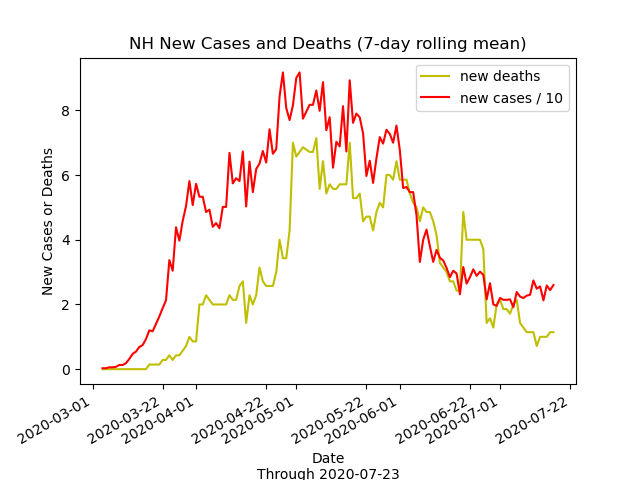 NH New Cases and Deaths (7-day rolling mean)
new deaths
new cases / 10
New Cases or Deaths
8
6
4
2
0
2020-03-01
2020-03-22
2020-04-01
2020-04-22
2020-05-01
2020-05-22
2020-06-01
2020-06-22
2020-07-01
2020-07-22
Date
Through 2020-07-23